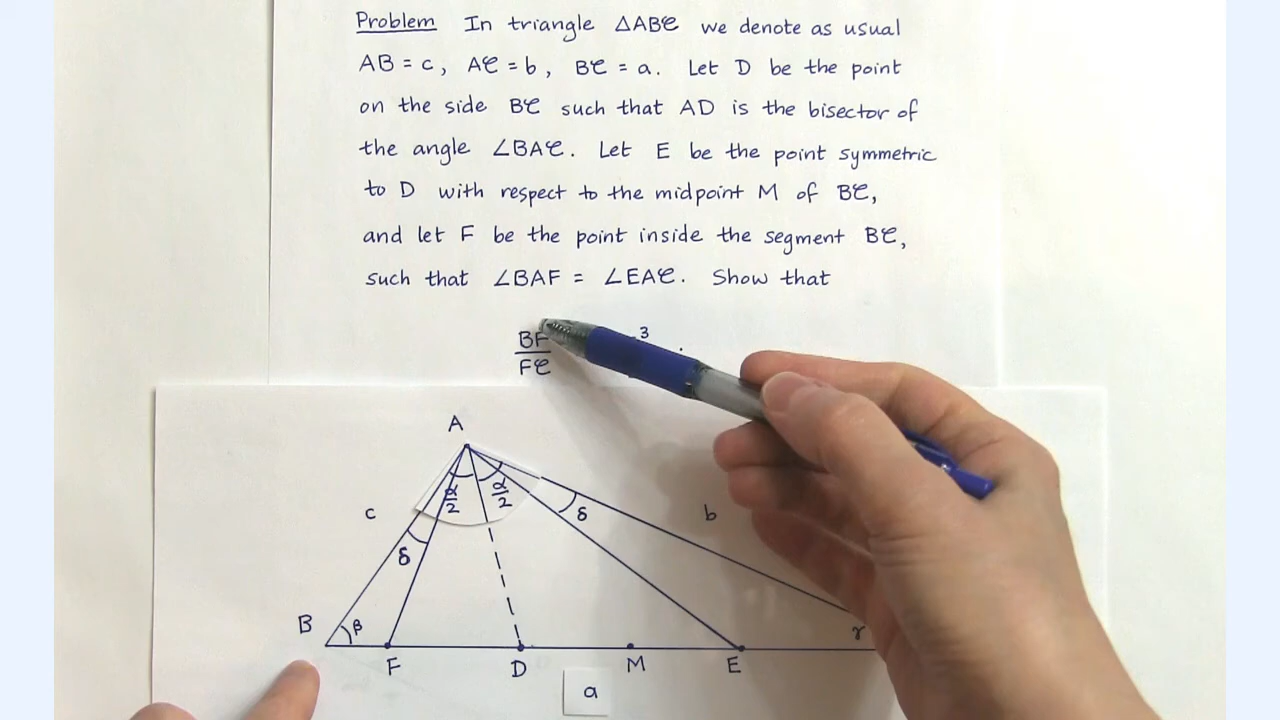 Problem In triangle ΔABC we denote as usual
AB = c, AC = b, BC = a. Let D be the point
on the side BC such that AD is the bisector of
the angle ∠BAC. Let E be the point symmetric
to D with respect to the midpoint M of BC,
and let F be the point inside the segment BC,
such that ∠BAF = ∠EAC. Show that
BF
FC
3
.
A
α/2 α/2
c δ b
δ
B β γ
F D M E
a